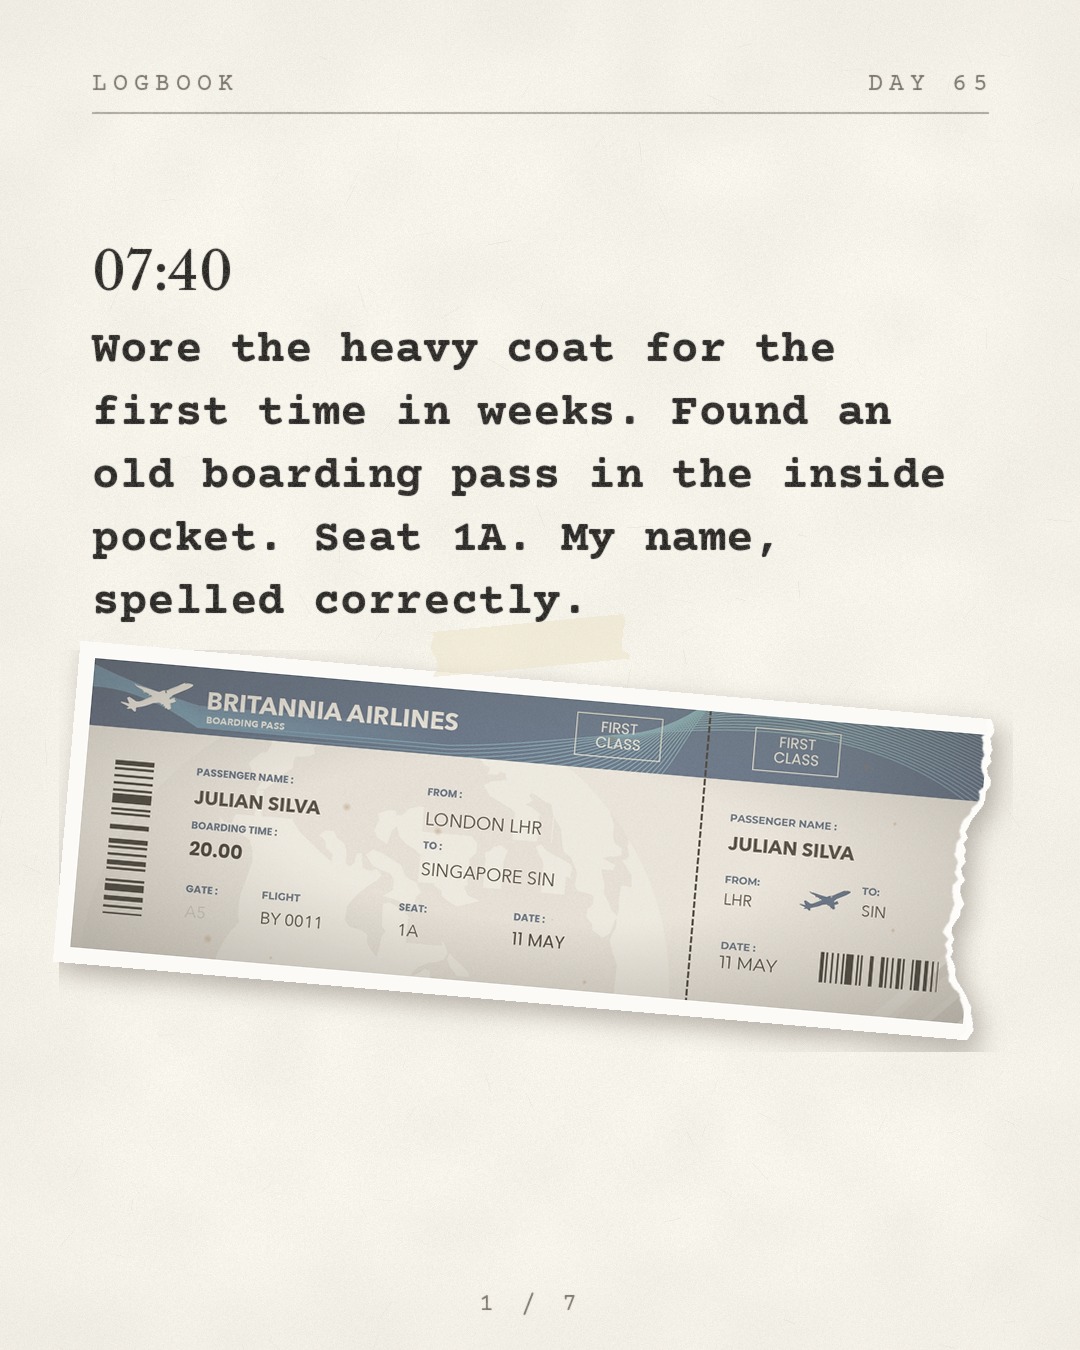 LOGBOOK
DAY 65
07:40
Wore the heavy coat for the
first time in weeks. Found an
old boarding pass in the inside
pocket. Seat 1A. My name,
spelled correctly.
BRITANNIA AIRLINES
BOARDING PASS
FIRST
CLASS
PASSENGER NAME :
JULIAN SILVA
BOARDING TIME :
20.00
GATE :
A5
FLIGHT
BY 0011
FROM :
LONDON LHR
TO :
SINGAPORE SIN
SEAT:
1A
DATE :
11 MAY
FIRST
CLASS
PASSENGER NAME :
JULIAN SILVA
FROM:
LHR
TO:
SIN
DATE :
11 MAY
1 / 7